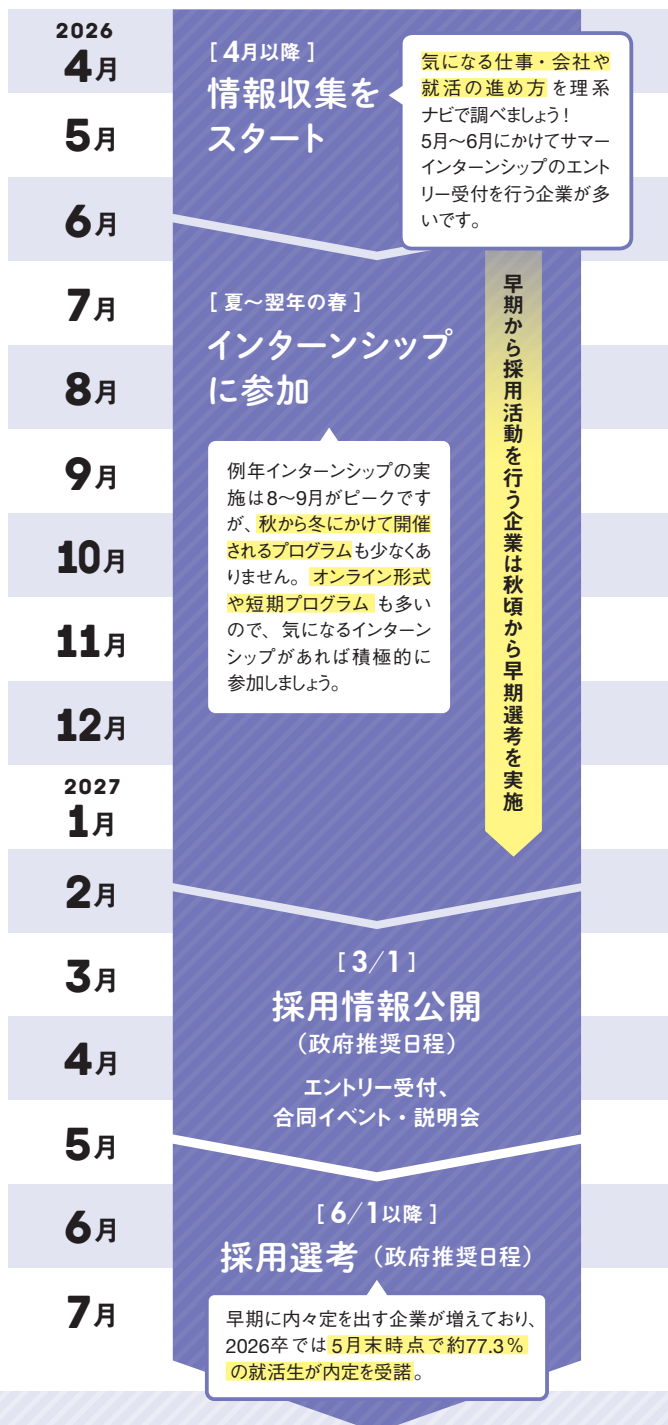 2026
4月
5月
6月
7月
8月
9月
10月
11月
12月
2027
1月
2月
3月
4月
5月
6月
7月
[ 4月以降 ]
情報収集を
スタート
気になる仕事・会社や
就活の進め方を理系
ナビで調べましょう!
5月〜6月にかけてサマー
インターンシップのエント
リー受付を行う企業が多
いです。
[ 夏〜翌年の春 ]
インターンシップ
に参加
例年インターンシップの実
施は8〜9月がピークです
が、秋から冬にかけて開催
されるプログラムも少なくあ
りません。オンライン形式
や短期プログラムも多い
ので、気になるインターン
シップがあれば積極的に
参加しましょう。
早期から採用活動を行う企業は秋頃から早期選考を実施
[ 3/1 ]
採用情報公開
(政府推奨日程)
エントリー受付、
合同イベント・説明会
[ 6/1以降 ]
採用選考(政府推奨日程)
早期に内々定を出す企業が増えており、
2026卒では5月末時点で約77.3%
の就活生が内定を受諾。